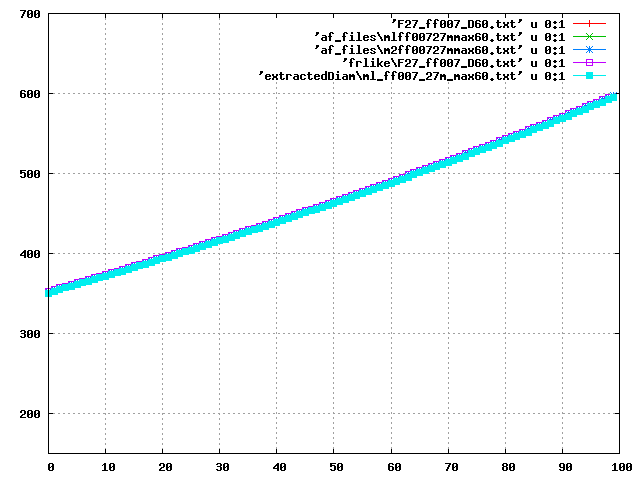 700
600
500
400
300
200
0 10 20 30 40 50 60 70 80 90 100
'F27_ff007_D60.txt' u 0:1
'af_files\mlff00727mmax60.txt' u 0:1
'af_files\m2ff00727mmax60.txt' u 0:1
'frlike\F27_ff007_D60.txt' u 0:1
'extractedDiam\ml_ff007_27m_max60.txt' u 0:1